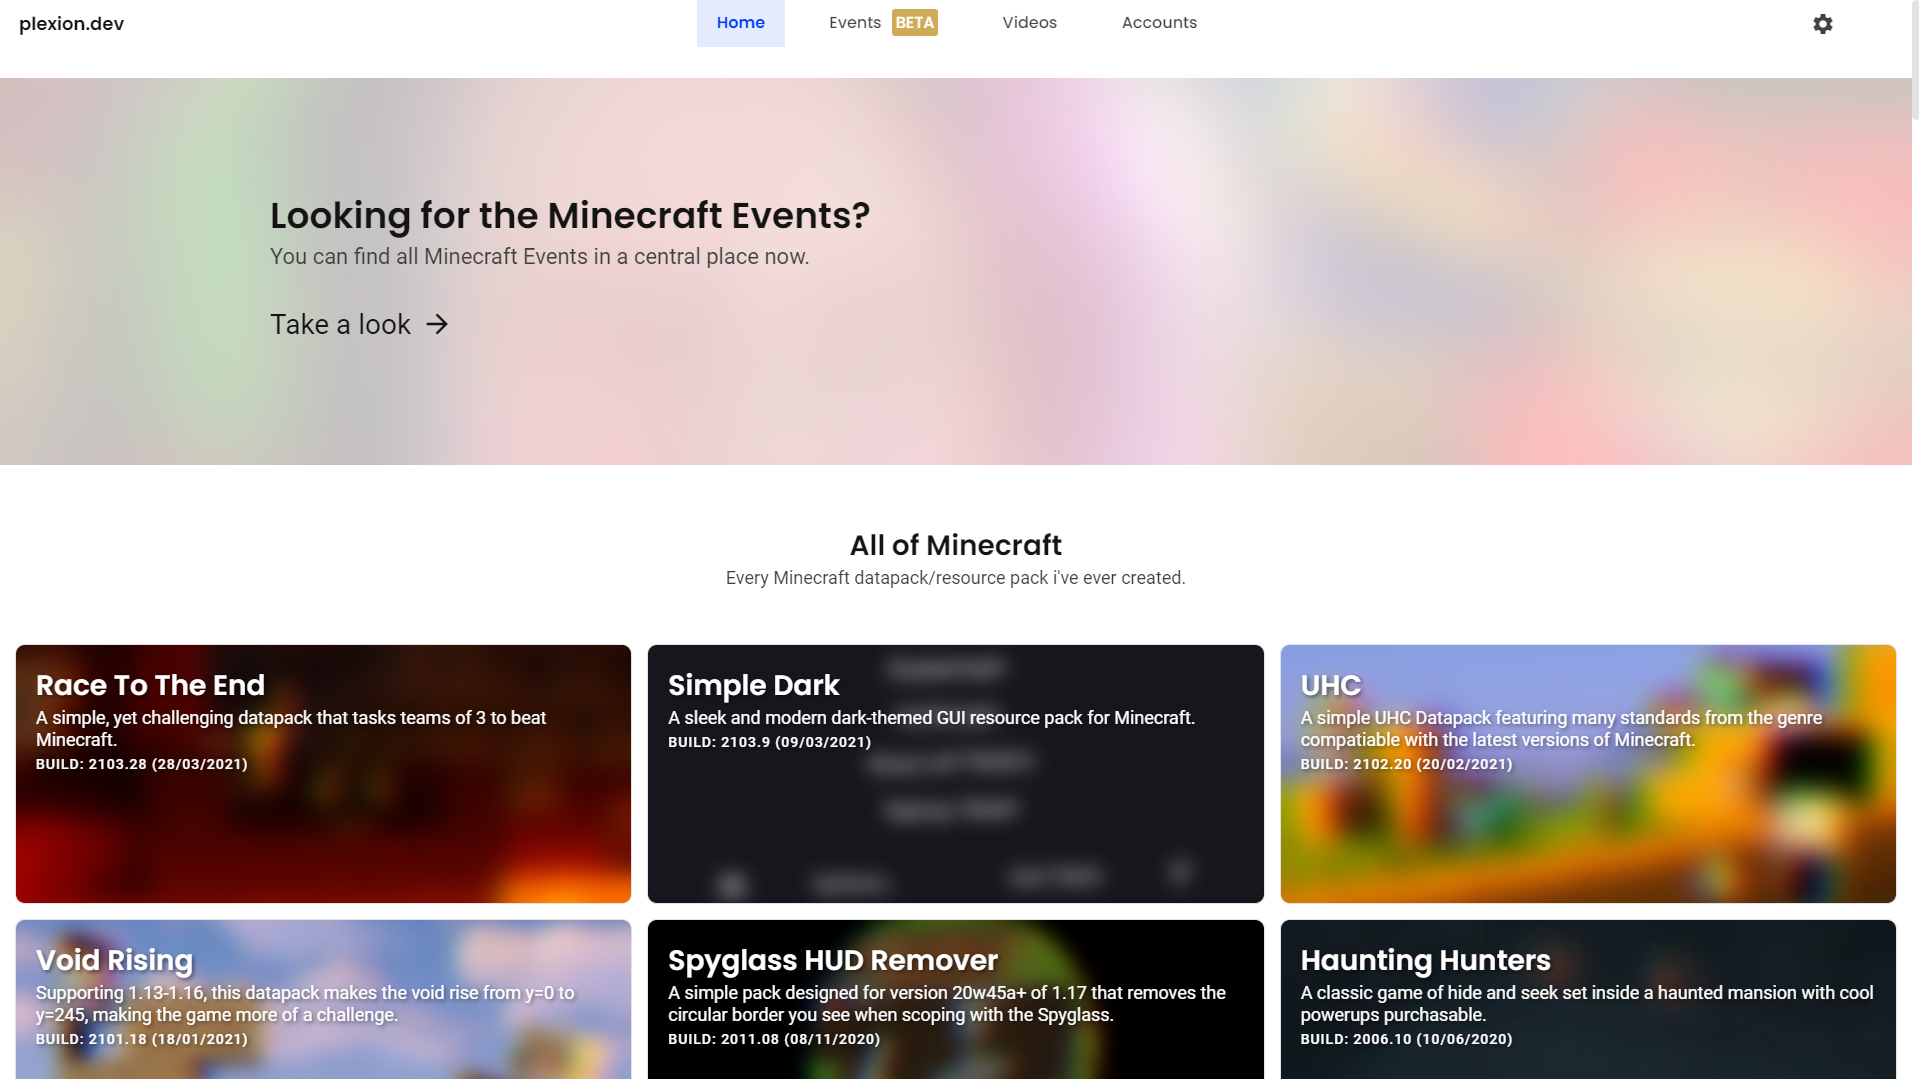 plexion.dev
Home
Events BETA
Videos
Accounts
Looking for the Minecraft Events?
You can find all Minecraft Events in a central place now.
Take a look →
All of Minecraft
Every Minecraft datapack/resource pack i've ever created.
Race To The End
A simple, yet challenging datapack that tasks teams of 3 to beat
Minecraft.
BUILD: 2103.28 (28/03/2021)
Simple Dark
A sleek and modern dark-themed GUI resource pack for Minecraft.
BUILD: 2103.9 (09/03/2021)
UHC
A simple UHC Datapack featuring many standards from the genre
compatiable with the latest versions of Minecraft.
BUILD: 2102.20 (20/02/2021)
Void Rising
Supporting 1.13-1.16, this datapack makes the void rise from y=0 to
y=245, making the game more of a challenge.
BUILD: 2101.18 (18/01/2021)
Spyglass HUD Remover
A simple pack designed for version 20w45a+ of 1.17 that removes the
circular border you see when scoping with the Spyglass.
BUILD: 2011.08 (08/11/2020)
Haunting Hunters
A classic game of hide and seek set inside a haunted mansion with cool
powerups purchasable.
BUILD: 2006.10 (10/06/2020)